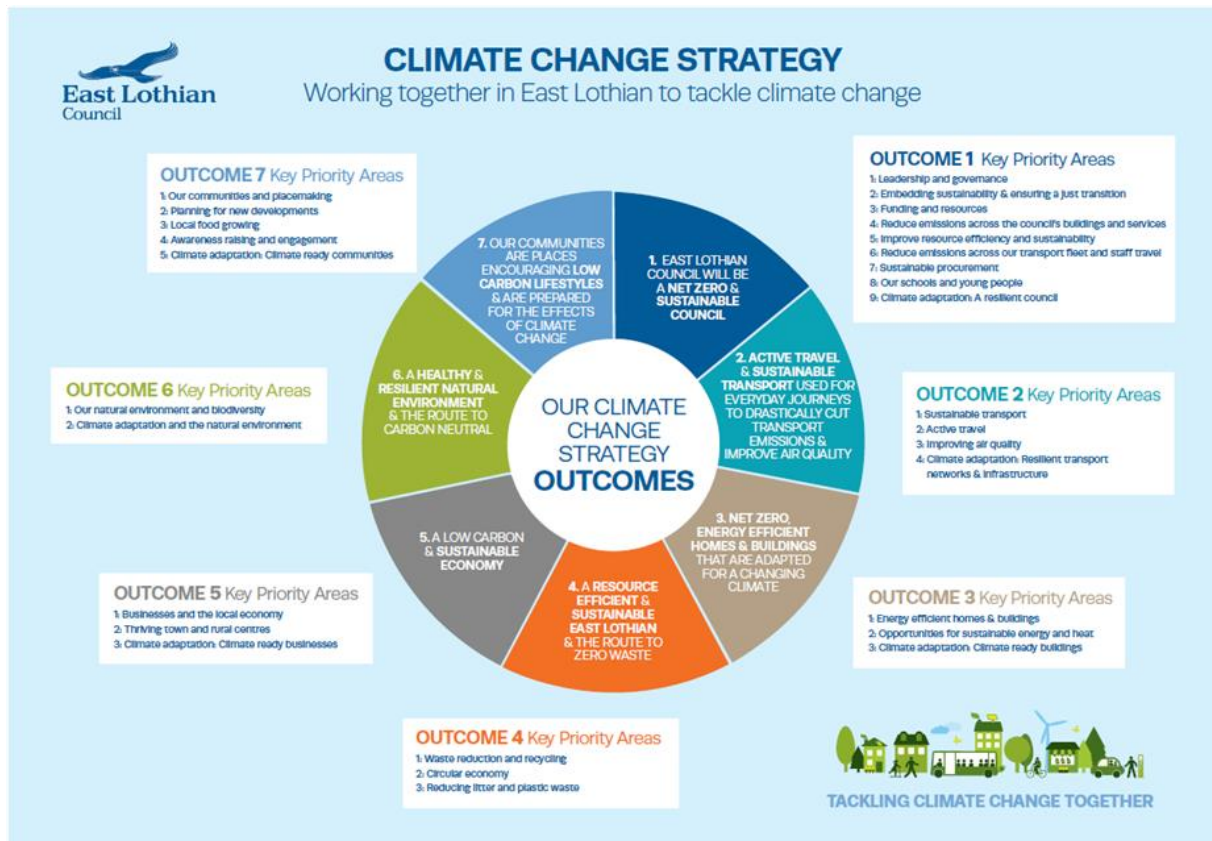 East Lothian
Council
CLIMATE CHANGE STRATEGY
Working together in East Lothian to tackle climate change
OUTCOME 1 Key Priority Areas
1: Leadership and governance
2: Embedding sustainability & ensuring a just transition
3: Funding and resources
4: Reduce emissions across the council's buildings and services
5: Improve resource efficiency and sustainability
6: Reduce emissions across our transport fleet and staff travel
7: Sustainable procurement
8: Our schools and young people
9: Climate adaptation: A resilient council
OUTCOME 2 Key Priority Areas
1: Sustainable transport
2: Active travel
3: Improving air quality
4: Climate adaptation: Resilient transport
networks & infrastructure
OUTCOME 3 Key Priority Areas
1: Energy efficient homes & buildings
2: Opportunities for sustainable energy and heat
3: Climate adaptation: Climate ready buildings
OUTCOME 4 Key Priority Areas
1: Waste reduction and recycling
2: Circular economy
3: Reducing litter and plastic waste
OUTCOME 5 Key Priority Areas
1: Businesses and the local economy
2: Thriving town and rural centres
3: Climate adaptation: Climate ready businesses
OUTCOME 6 Key Priority Areas
1: Our natural environment and biodiversity
2: Climate adaptation and the natural environment
OUTCOME 7 Key Priority Areas
1: Our communities and placemaking
2: Planning for new developments
3: Local food growing
4: Awareness raising and engagement
5: Climate adaptation: Climate ready communities
1. EAST LOTHIAN
COUNCIL WILL BE
A NET ZERO &
SUSTAINABLE
COUNCIL
2. ACTIVE TRAVEL
& SUSTAINABLE
TRANSPORT USED FOR
EVERYDAY JOURNEYS
TO DRASTICALLY CUT
TRANSPORT
EMISSIONS &
IMPROVE AIR QUALITY
3. NET ZERO,
ENERGY EFFICIENT
HOMES & BUILDINGS
THAT ARE ADAPTED
FOR A CHANGING
CLIMATE
4. A RESOURCE
EFFICIENT &
SUSTAINABLE
EAST LOTHIAN
& THE ROUTE TO
ZERO WASTE
5. A LOW CARBON
& SUSTAINABLE
ECONOMY
6. A HEALTHY &
RESILIENT NATURAL
ENVIRONMENT
& THE ROUTE TO
CARBON NEUTRAL
7. OUR COMMUNITIES
ARE PLACES
ENCOURAGING LOW
CARBON LIFESTYLES
& ARE PREPARED
FOR THE EFFECTS
OF CLIMATE
CHANGE
OUR CLIMATE
CHANGE
STRATEGY
OUTCOMES
TACKLING CLIMATE CHANGE TOGETHER